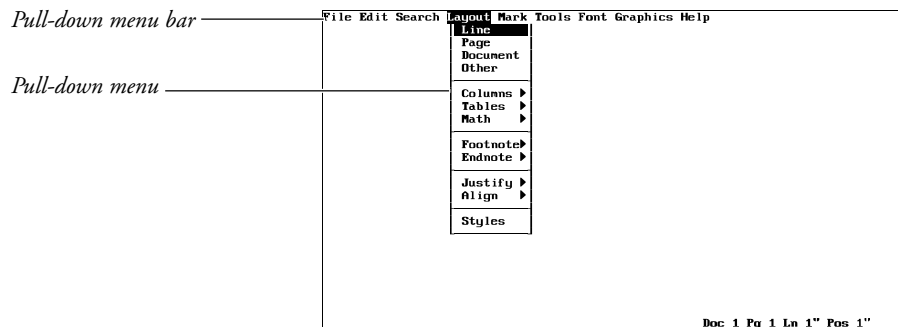 Pull-down menu bar
File Edit Search Layout Mark Tools Font Graphics Help
Line
Page
Document
Other
Pull-down menu
Columns
Tables
Math
Footnote
Endnote
Justify
Align
Styles
Doc 1 Pg 1 Ln 1" Pos 1"